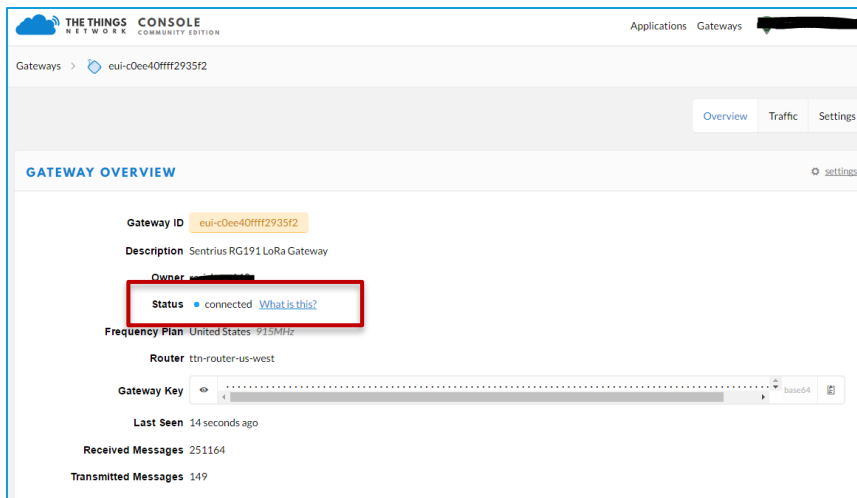 THE THINGS CONSOLE
NETWORK COMMUNITY EDITION
Applications Gateways
Gateways > eui-c0ee40ffff2935f2
Overview Traffic Settings
GATEWAY OVERVIEW
settings
Gateway ID eui-c0ee40ffff2935f2
Description Sentrius RG191 LoRa Gateway
Owner
Status connected What is this?
Frequency Plan United States 915MHz
Router ttn-router-us-west
Gateway Key base64
Last Seen 14 seconds ago
Received Messages 251164
Transmitted Messages 149